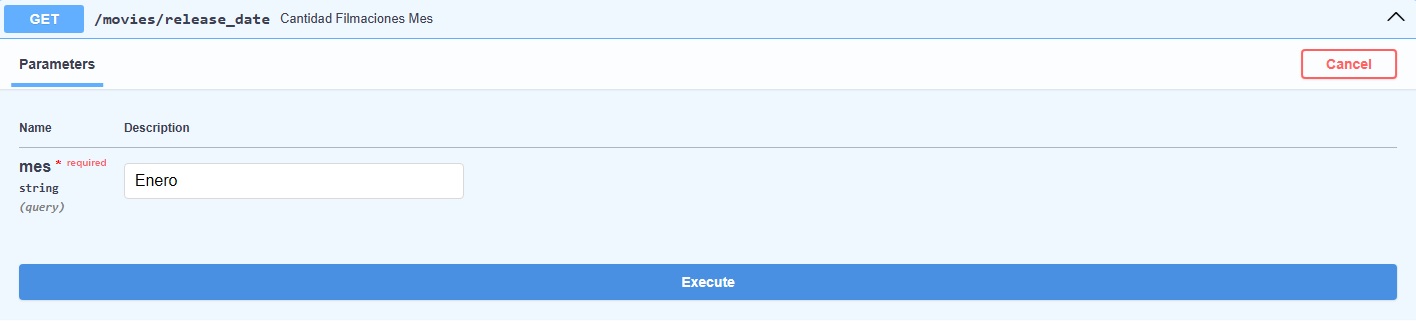 GET /movies/release_date Cantidad Filmaciones Mes
Parameters Cancel
Name Description
mes * required
string
(query)
Enero
Execute